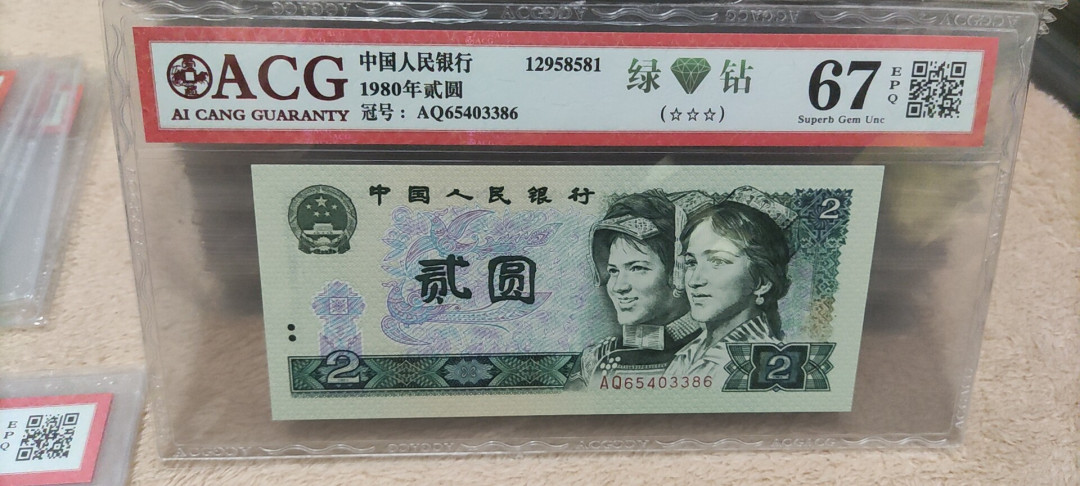 ACG
AI CANG GUARANTY
中国人民银行
1980年贰圆
冠号： AQ65403386
12958581
绿 钻
(☆☆☆)
67
EPQ
Superb Gem Unc
中国人民银行
贰圆
2
2
AQ65403386
2
EPQ